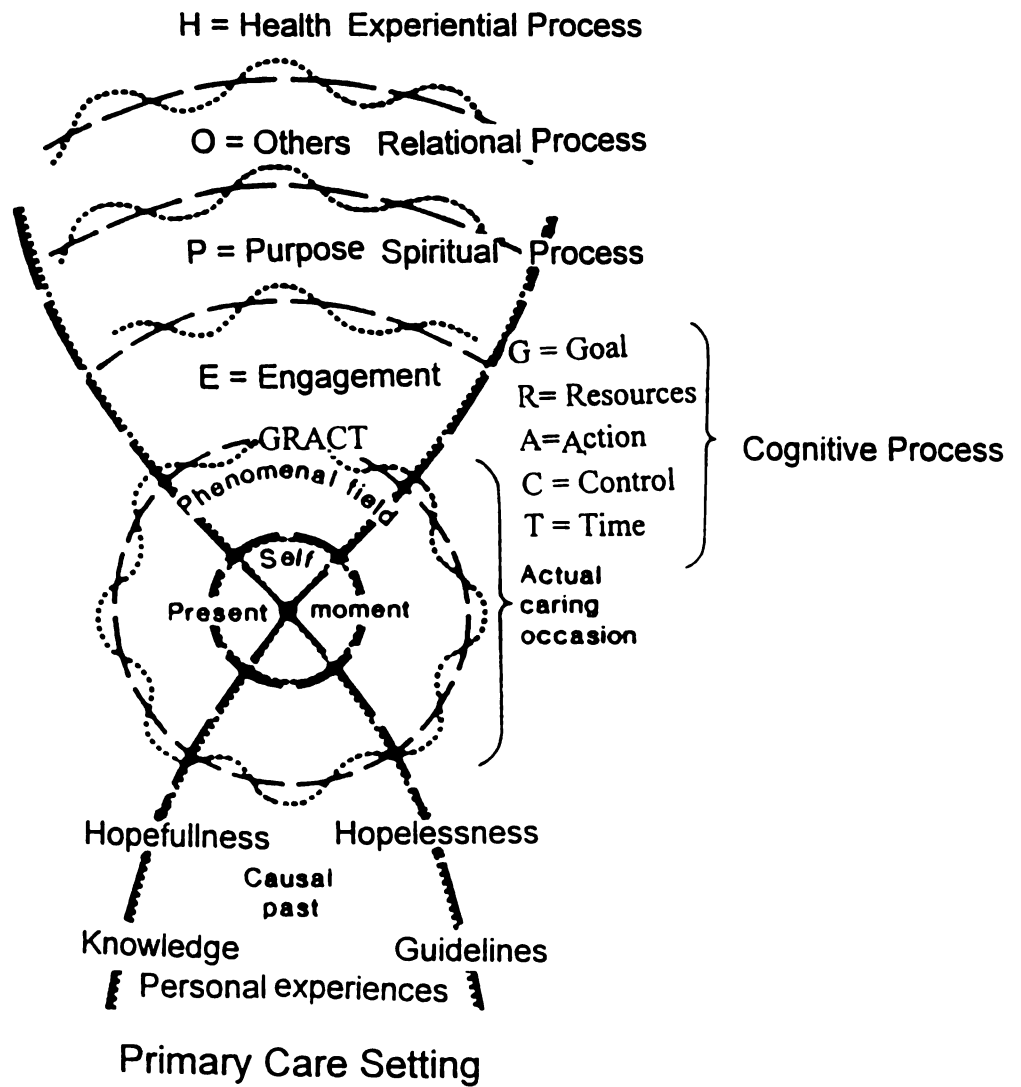 H = Health Experiential Process
O = Others Relational Process
P = Purpose Spiritual Process
E = Engagement
GRACT
Phenomenal field
Self
Present moment
G = Goal
R= Resources
A=Action
C = Control
T = Time
Cognitive Process
Actual
caring
occasion
Hopefullness Hopelessness
Causal
past
Knowledge Guidelines
Personal experiences
Primary Care Setting